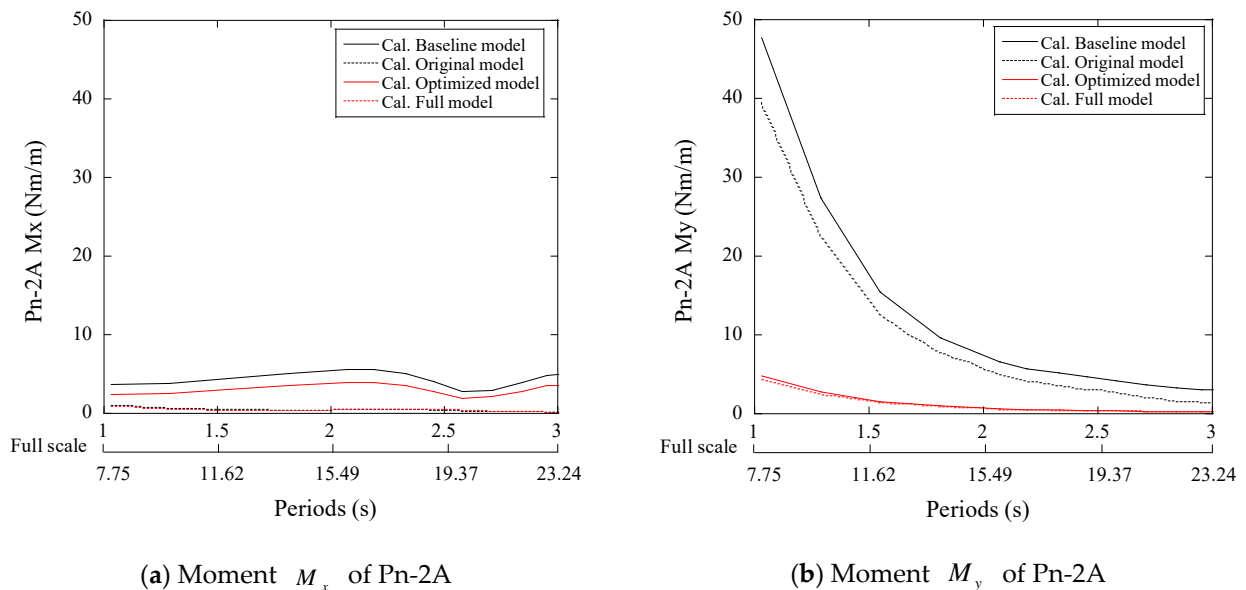 50
40
30
20
10
0
Pn-2A Mx (Nm/m)
Cal. Baseline model
Cal. Original model
Cal. Optimized model
Cal. Full model
1 1.5 2 2.5 3
Full scale
7.75 11.62 15.49 19.37 23.24
Periods (s)
(a) Moment Mx of Pn-2A
50
40
30
20
10
0
Pn-2A My (Nm/m)
Cal. Baseline model
Cal. Original model
Cal. Optimized model
Cal. Full model
1 1.5 2 2.5 3
Full scale
7.75 11.62 15.49 19.37 23.24
Periods (s)
(b) Moment My of Pn-2A